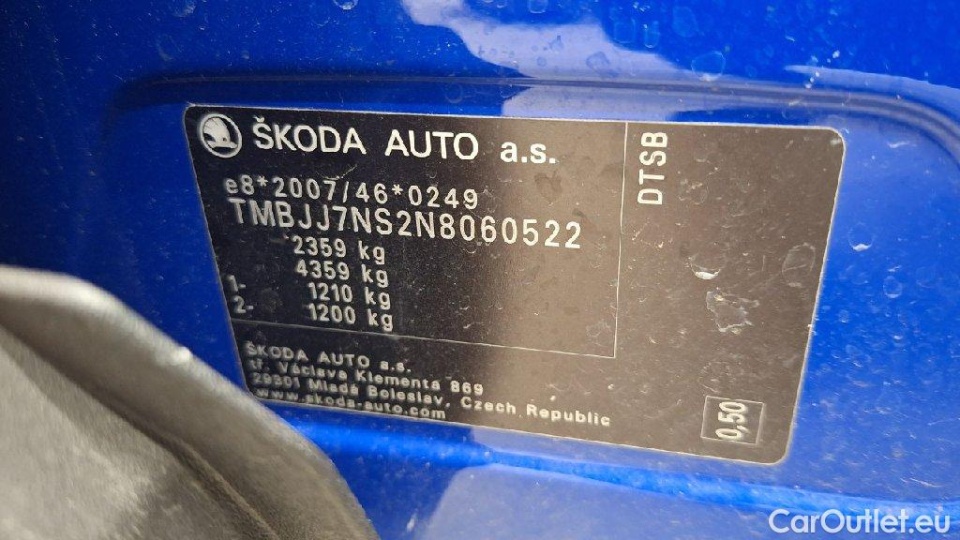 ŠKODA AUTO a.s.
e8*2007/46*0249
TMBJJ7NS2N8060522
2359 kg
4359 kg
1- 1210 kg
2- 1200 kg
ŠKODA AUTO a.s.
tř. Václava Klementa 869
29301 Mladá Boleslav, Czech Republic
www.skoda-auto.com
DTSB
0,50
CarOutlet.eu